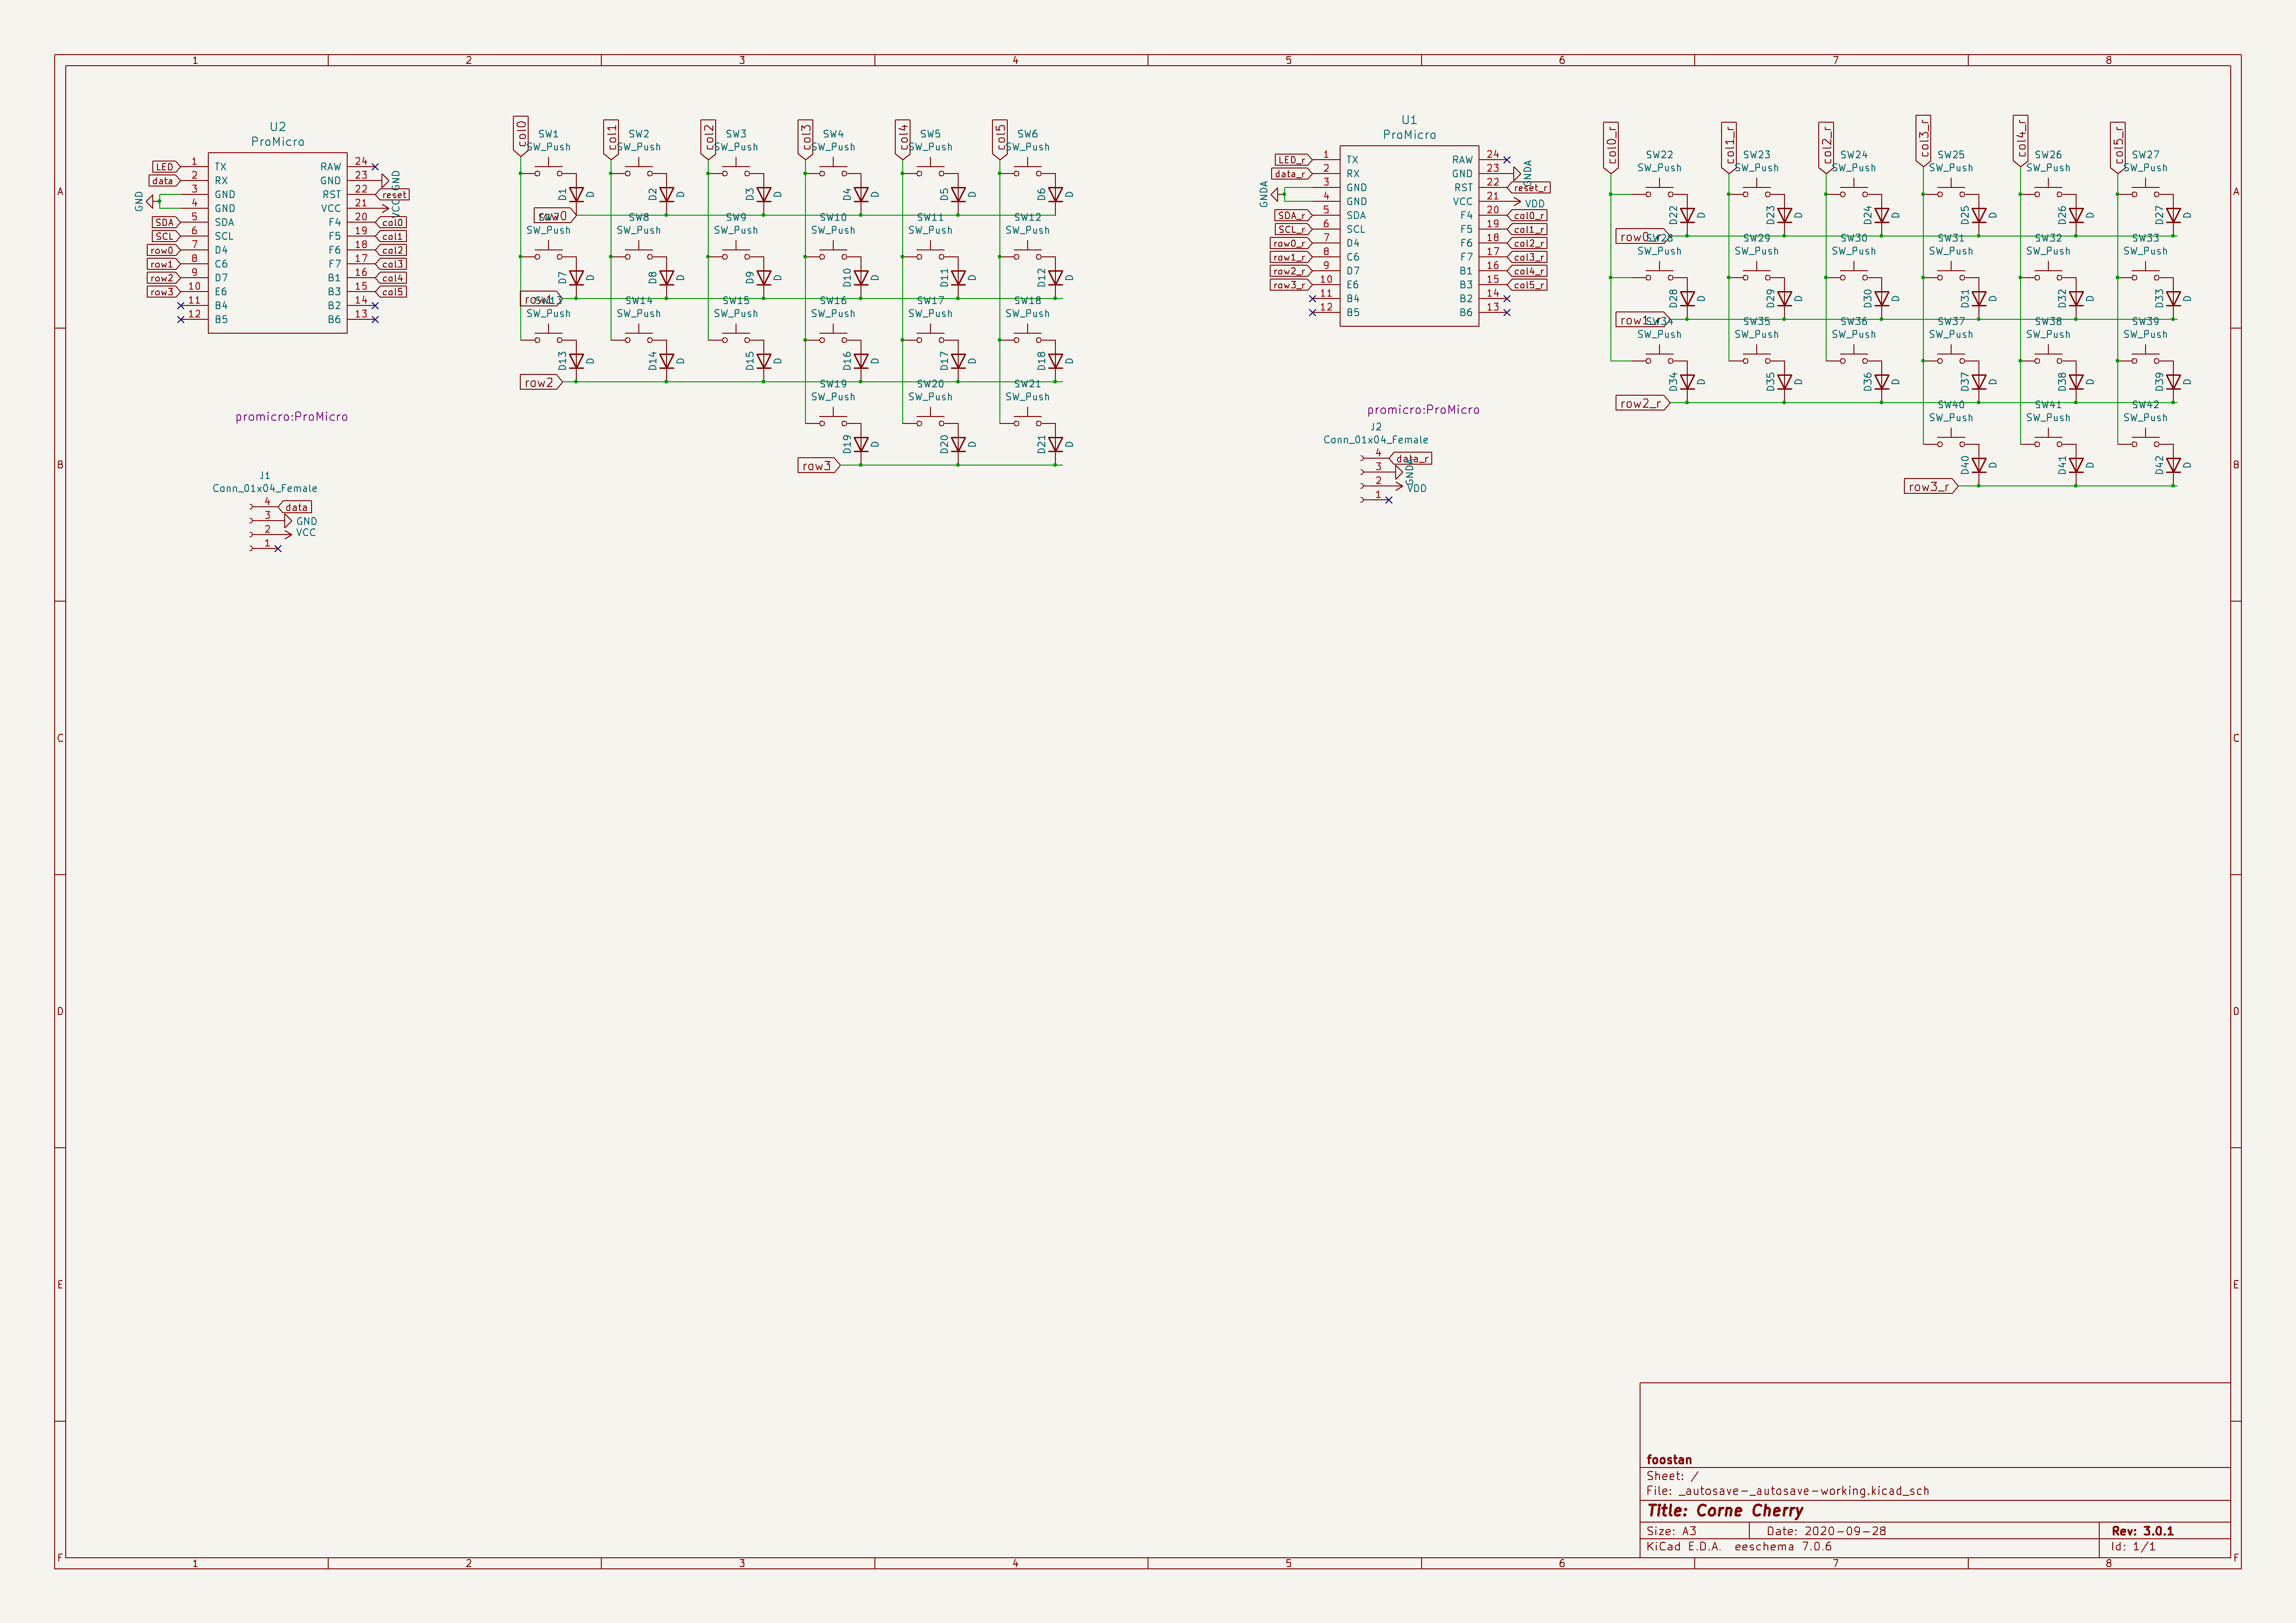 1 2 3 4 5 6 7 8
A A
B B
C C
D D
E E
F F
1 2 3 4 5 6 7 8
U2
ProMicro
LED 1 TX RAW 24
data 2 RX GND 23 GND
GND 3 GND RST 22 reset
4 GND VCC 21 VCC
SDA 5 SDA F4 20 col0
SCL 6 SCL F5 19 col1
row0 7 D4 F6 18 col2
row1 8 C6 F7 17 col3
row2 9 D7 B1 16 col4
row3 10 E6 B3 15 col5
11 B4 B2 14
12 B5 B6 13
promicro:ProMicro
J1
Conn_01x04_Female
4 data
3 GND
2 VCC
1
col0 col1 col2 col3 col4 col5
SW1 SW2 SW3 SW4 SW5 SW6
SW_Push SW_Push SW_Push SW_Push SW_Push SW_Push
D1 D D2 D D3 D D4 D D5 D D6 D
row0
SW7 SW8 SW9 SW10 SW11 SW12
SW_Push SW_Push SW_Push SW_Push SW_Push SW_Push
D7 D D8 D D9 D D10 D D11 D D12 D
row1
SW13 SW14 SW15 SW16 SW17 SW18
SW_Push SW_Push SW_Push SW_Push SW_Push SW_Push
D13 D D14 D D15 D D16 D D17 D D18 D
row2
SW19 SW20 SW21
SW_Push SW_Push SW_Push
D19 D D20 D D21 D
row3
U1
ProMicro
LED_r 1 TX RAW 24
data_r 2 RX GND 23 GNDA
GNDA 3 GND RST 22 reset_r
4 GND VCC 21 VDD
SDA_r 5 SDA F4 20 col0_r
SCL_r 6 SCL F5 19 col1_r
row0_r 7 D4 F6 18 col2_r
row1_r 8 C6 F7 17 col3_r
row2_r 9 D7 B1 16 col4_r
row3_r 10 E6 B3 15 col5_r
11 B4 B2 14
12 B5 B6 13
promicro:ProMicro
J2
Conn_01x04_Female
4 data_r
3 GNDA
2 VDD
1
col0_r col1_r col2_r col3_r col4_r col5_r
SW22 SW23 SW24 SW25 SW26 SW27
SW_Push SW_Push SW_Push SW_Push SW_Push SW_Push
D22 D D23 D D24 D D25 D D26 D D27 D
row0_r
SW28 SW29 SW30 SW31 SW32 SW33
SW_Push SW_Push SW_Push SW_Push SW_Push SW_Push
D28 D D29 D D30 D D31 D D32 D D33 D
row1_r
SW34 SW35 SW36 SW37 SW38 SW39
SW_Push SW_Push SW_Push SW_Push SW_Push SW_Push
D34 D D35 D D36 D D37 D D38 D D39 D
row2_r
SW40 SW41 SW42
SW_Push SW_Push SW_Push
D40 D D41 D D42 D
row3_r
foostan
Sheet: /
File: _autosave-_autosave-working.kicad_sch
Title: Corne Cherry
Size: A3 Date: 2020-09-28 Rev: 3.0.1
KiCad E.D.A. eeschema 7.0.6 Id: 1/1